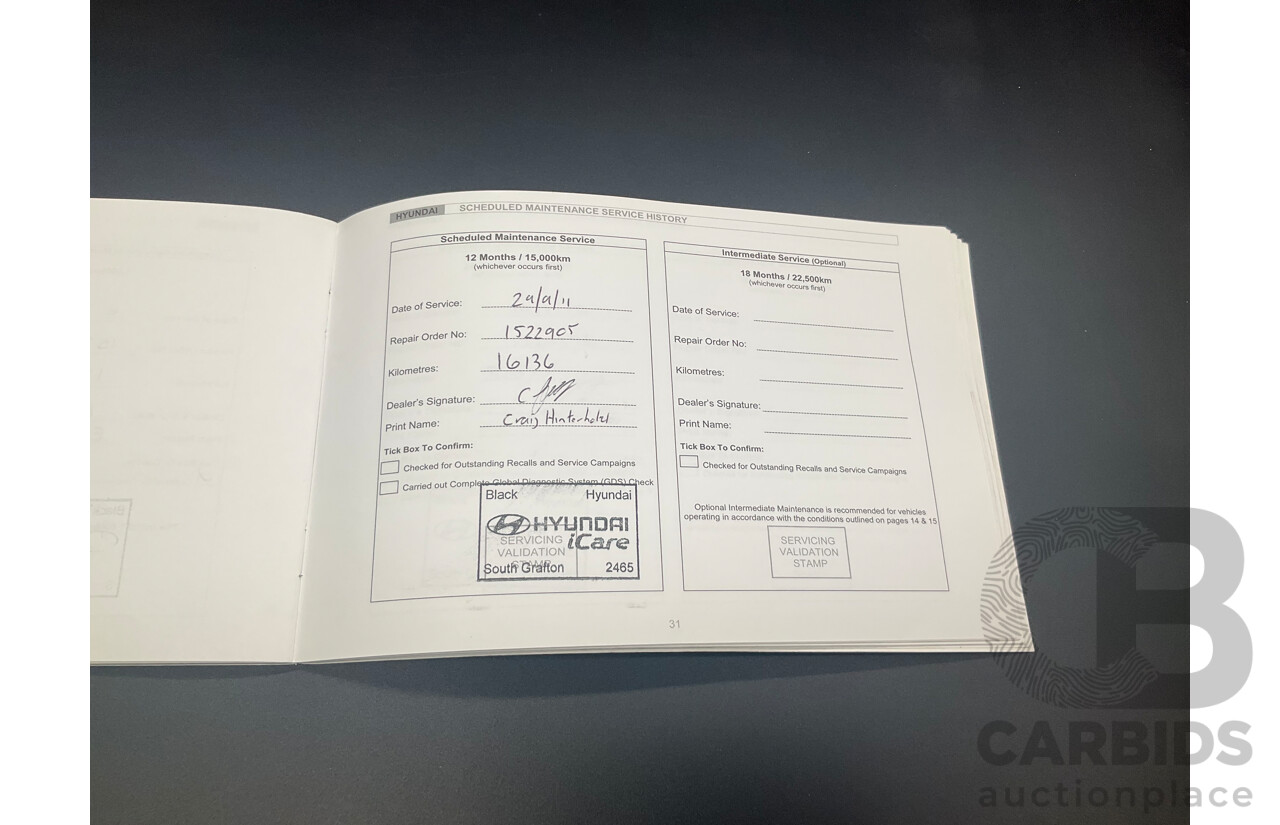 HYUNDAI SCHEDULED MAINTENANCE SERVICE HISTORY
Scheduled Maintenance Service
12 Months / 15,000km
(whichever occurs first)
Date of Service: 29/9/11
Repair Order No: 1522905
Kilometres: 16136
Dealer's Signature:
Print Name: Craig
Tick Box To Confirm:
Checked for Outstanding Recalls and Service Campaigns
Carried out Complete Global Diagnostic System (GDS) Check
Black Hyundai
HYUNDAI
iCare
SERVICING
VALIDATION
STAMP
South Grafton 2465
Intermediate Service (Optional)
18 Months / 22,500km
(whichever occurs first)
Date of Service:
Repair Order No:
Kilometres:
Dealer's Signature:
Print Name:
Tick Box To Confirm:
Checked for Outstanding Recalls and Service Campaigns
Optional Intermediate Maintenance is recommended for vehicles
operating in accordance with the conditions outlined on pages 14 & 15
SERVICING
VALIDATION
STAMP
31
CB
CARBIDS
auctionplace